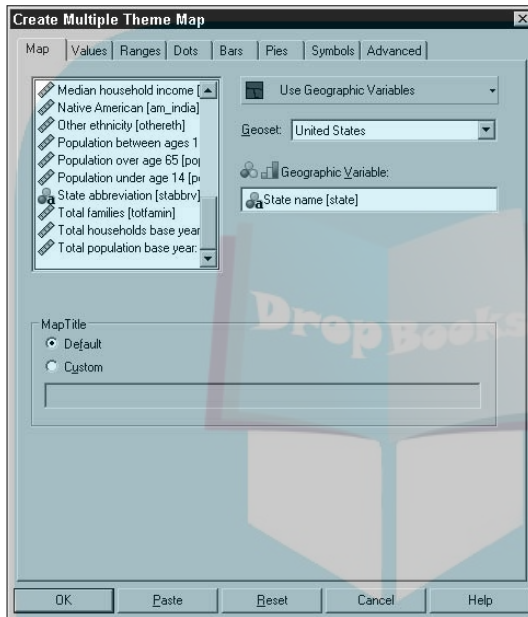 Create Multiple Theme Map
Map Values Ranges Dots Bars Pies Symbols Advanced
Median household income [
Native American [am_india]
Other ethnicity [othereth]
Population between ages 1
Population over age 65 [po
Population under age 14 [p
State abbreviation [stabbrv]
Total families [totfamin]
Total households base year
Total population base year:
Use Geographic Variables
Geoset: United States
Geographic Variable:
State name [state]
MapTitle
Default
Custom
DropBooks
OK Paste Reset Cancel Help